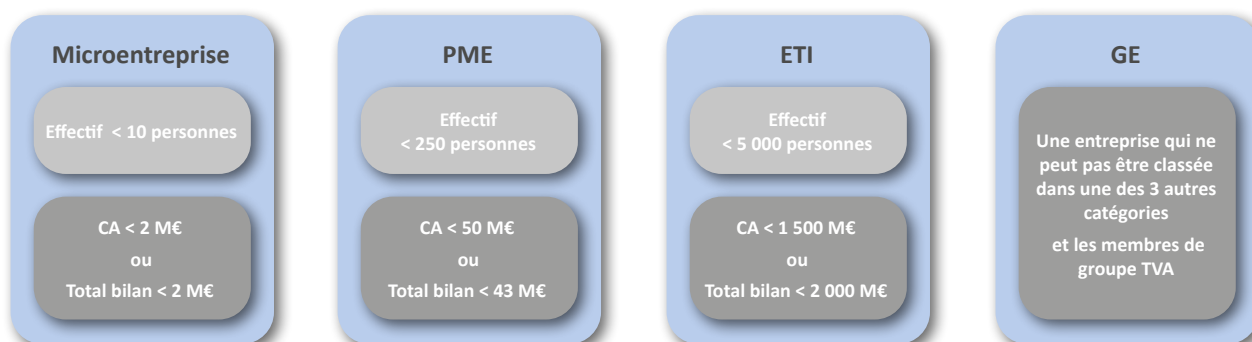 Microentreprise
Effectif < 10 personnes
CA < 2 M€
ou
Total bilan < 2 M€
PME
Effectif
< 250 personnes
CA < 50 M€
ou
Total bilan < 43 M€
ETI
Effectif
< 5 000 personnes
CA < 1 500 M€
ou
Total bilan < 2 000 M€
GE
Une entreprise qui ne
peut pas être classée
dans une des 3 autres
catégories
et les membres de
groupe TVA